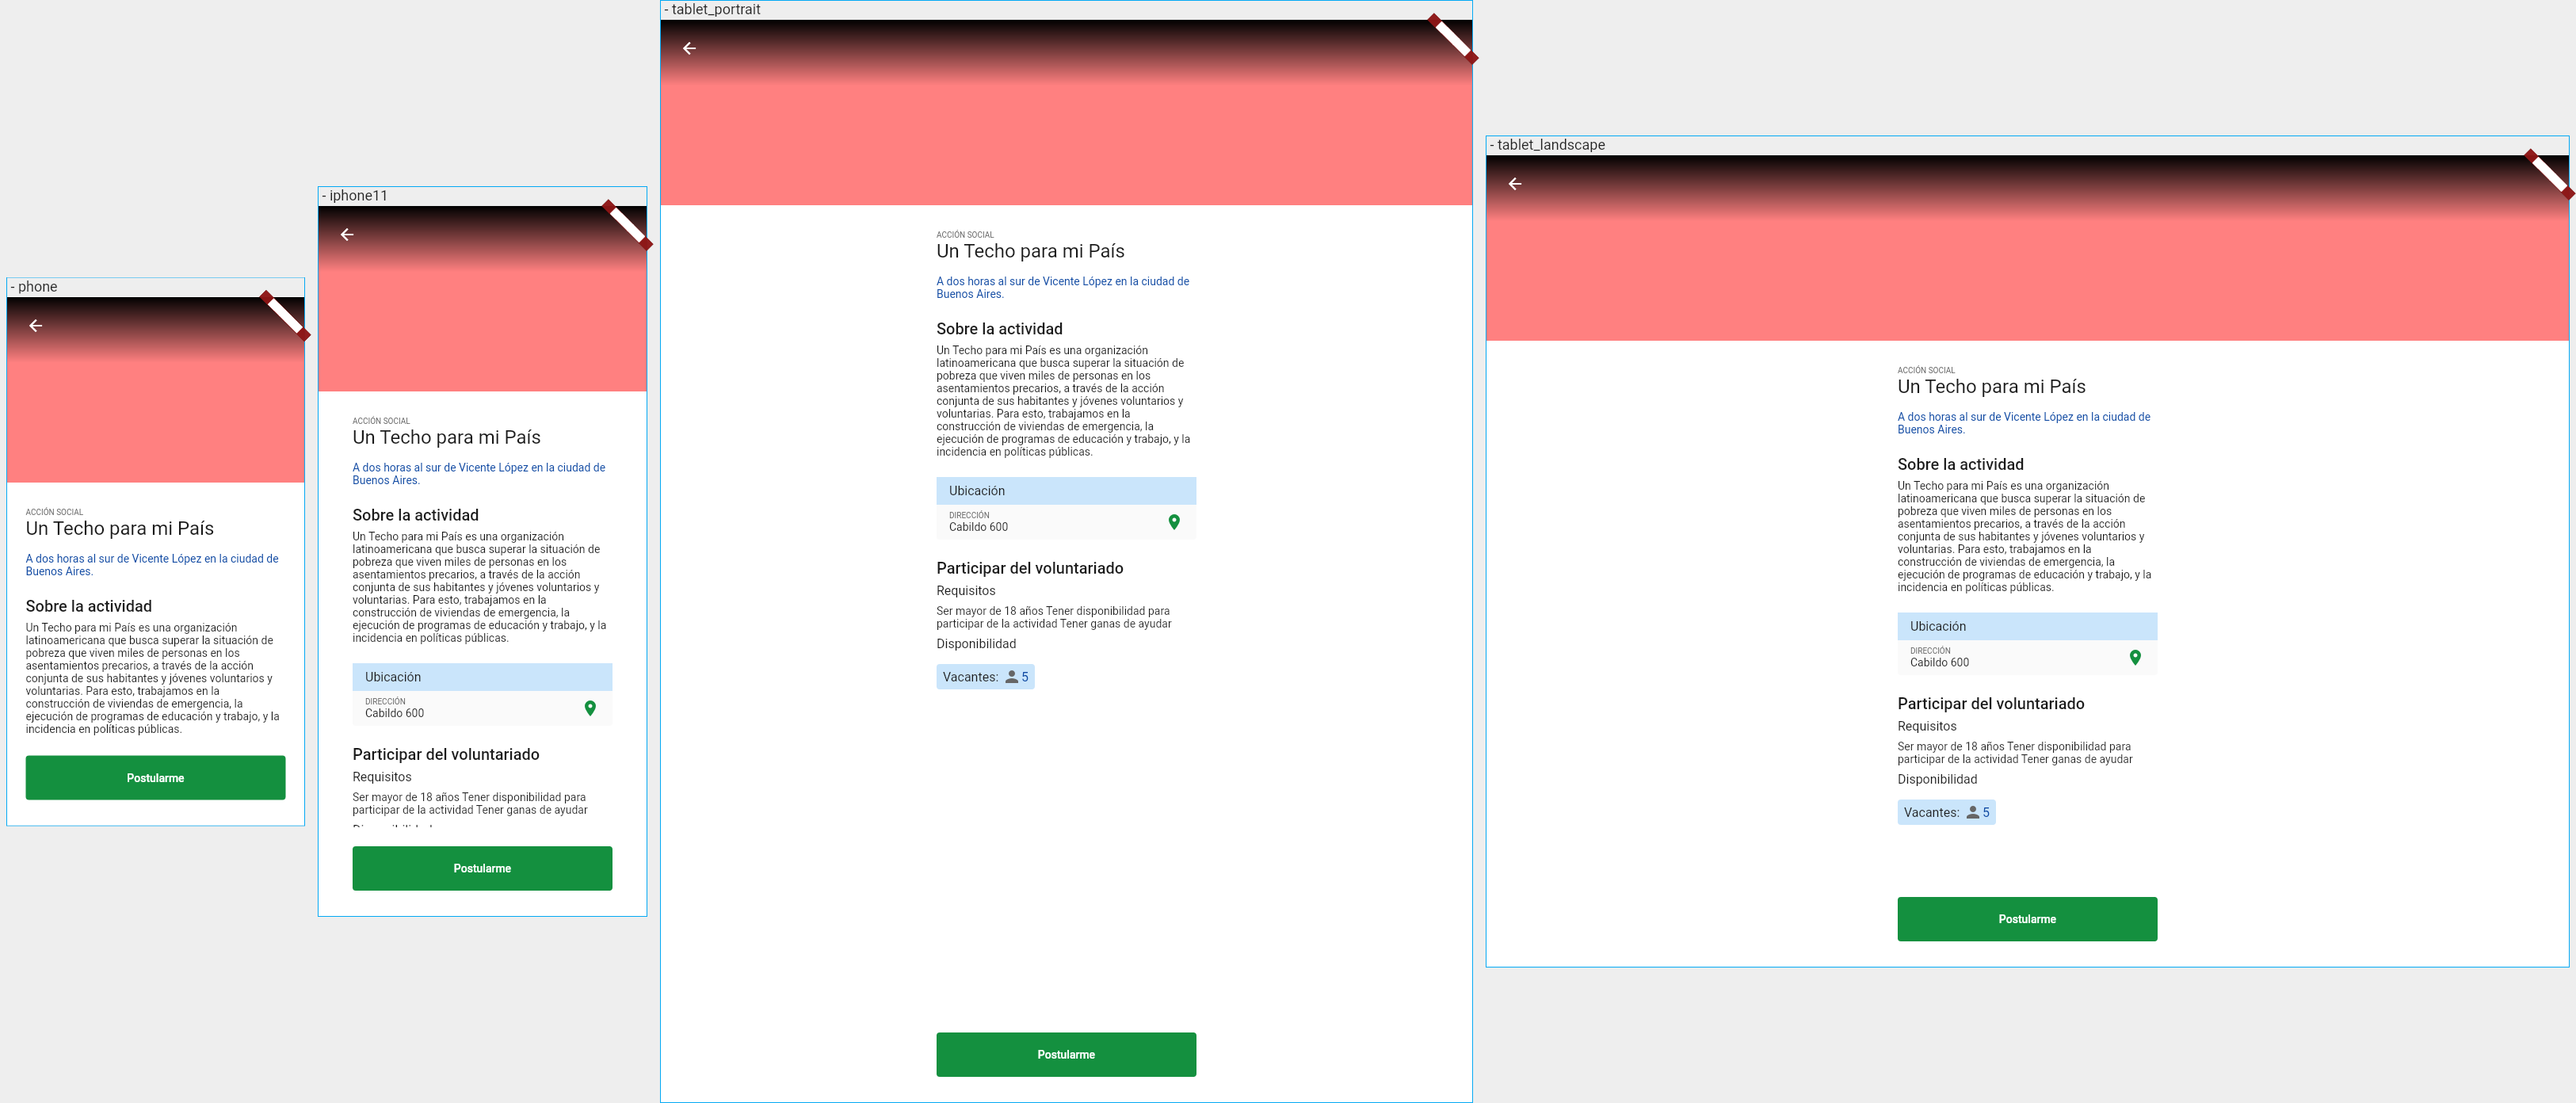 - phone
ACCIÓN SOCIAL
Un Techo para mi País
A dos horas al sur de Vicente López en la ciudad de
Buenos Aires.
Sobre la actividad
Un Techo para mi País es una organización
latinoamericana que busca superar la situación de
pobreza que viven miles de personas en los
asentamientos precarios, a través de la acción
conjunta de sus habitantes y jóvenes voluntarios y
voluntarias. Para esto, trabajamos en la
construcción de viviendas de emergencia, la
ejecución de programas de educación y trabajo, y la
incidencia en políticas públicas.
Postularme
- iphone11
ACCIÓN SOCIAL
Un Techo para mi País
A dos horas al sur de Vicente López en la ciudad de
Buenos Aires.
Sobre la actividad
Un Techo para mi País es una organización
latinoamericana que busca superar la situación de
pobreza que viven miles de personas en los
asentamientos precarios, a través de la acción
conjunta de sus habitantes y jóvenes voluntarios y
voluntarias. Para esto, trabajamos en la
construcción de viviendas de emergencia, la
ejecución de programas de educación y trabajo, y la
incidencia en políticas públicas.
Ubicación
DIRECCIÓN
Cabildo 600
Participar del voluntariado
Requisitos
Ser mayor de 18 años Tener disponibilidad para
participar de la actividad Tener ganas de ayudar
Postularme
- tablet_portrait
ACCIÓN SOCIAL
Un Techo para mi País
A dos horas al sur de Vicente López en la ciudad de
Buenos Aires.
Sobre la actividad
Un Techo para mi País es una organización
latinoamericana que busca superar la situación de
pobreza que viven miles de personas en los
asentamientos precarios, a través de la acción
conjunta de sus habitantes y jóvenes voluntarios y
voluntarias. Para esto, trabajamos en la
construcción de viviendas de emergencia, la
ejecución de programas de educación y trabajo, y la
incidencia en políticas públicas.
Ubicación
DIRECCIÓN
Cabildo 600
Participar del voluntariado
Requisitos
Ser mayor de 18 años Tener disponibilidad para
participar de la actividad Tener ganas de ayudar
Disponibilidad
Vacantes: 5
Postularme
- tablet_landscape
ACCIÓN SOCIAL
Un Techo para mi País
A dos horas al sur de Vicente López en la ciudad de
Buenos Aires.
Sobre la actividad
Un Techo para mi País es una organización
latinoamericana que busca superar la situación de
pobreza que viven miles de personas en los
asentamientos precarios, a través de la acción
conjunta de sus habitantes y jóvenes voluntarios y
voluntarias. Para esto, trabajamos en la
construcción de viviendas de emergencia, la
ejecución de programas de educación y trabajo, y la
incidencia en políticas públicas.
Ubicación
DIRECCIÓN
Cabildo 600
Participar del voluntariado
Requisitos
Ser mayor de 18 años Tener disponibilidad para
participar de la actividad Tener ganas de ayudar
Disponibilidad
Vacantes: 5
Postularme